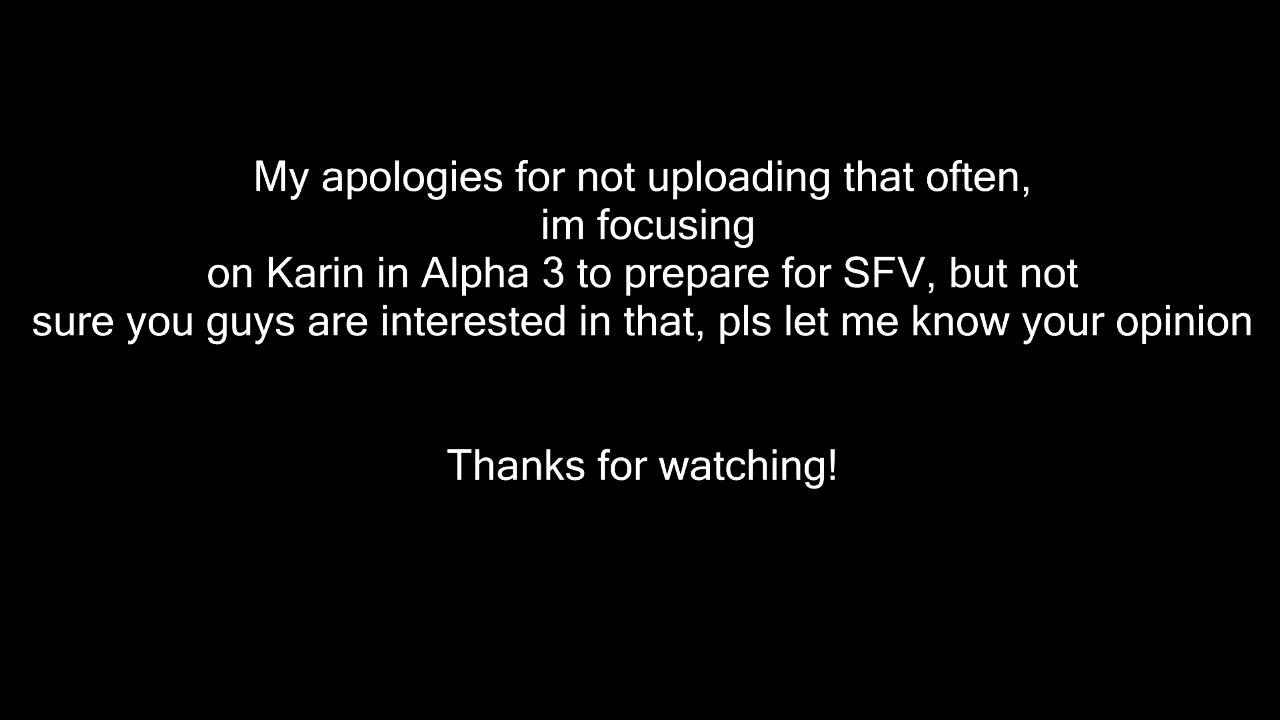 My apologies for not uploading that often,
im focusing
on Karin in Alpha 3 to prepare for SFV, but not
sure you guys are interested in that, pls let me know your opinion
Thanks for watching!